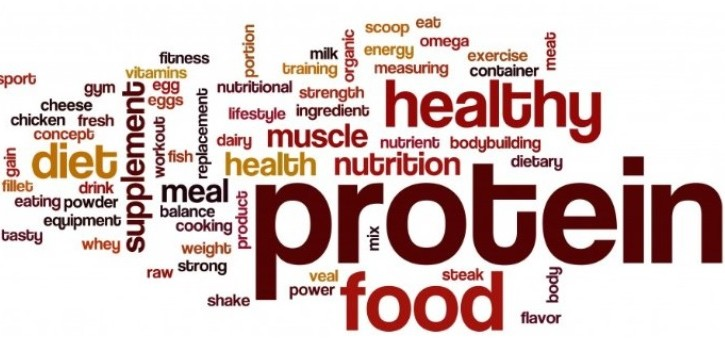 sport
gym
cheese
chicken
fresh
concept
gain
diet
fillet
drink
eating
powder
equipment
tasty
whey
fitness
vitamins
egg
eggs
supplement
workout
fish
replacement
meal
balance
cooking
product
weight
raw
strong
shake
portion
nutritional
lifestyle
dairy
health
milk
training
strength
ingredient
muscle
nutrition
organic
scoop
eat
energy
omega
measuring
exercise
container
meat
healthy
nutrient
bodybuilding
dietary
protein
mix
veal
power
food
steak
body
flavor